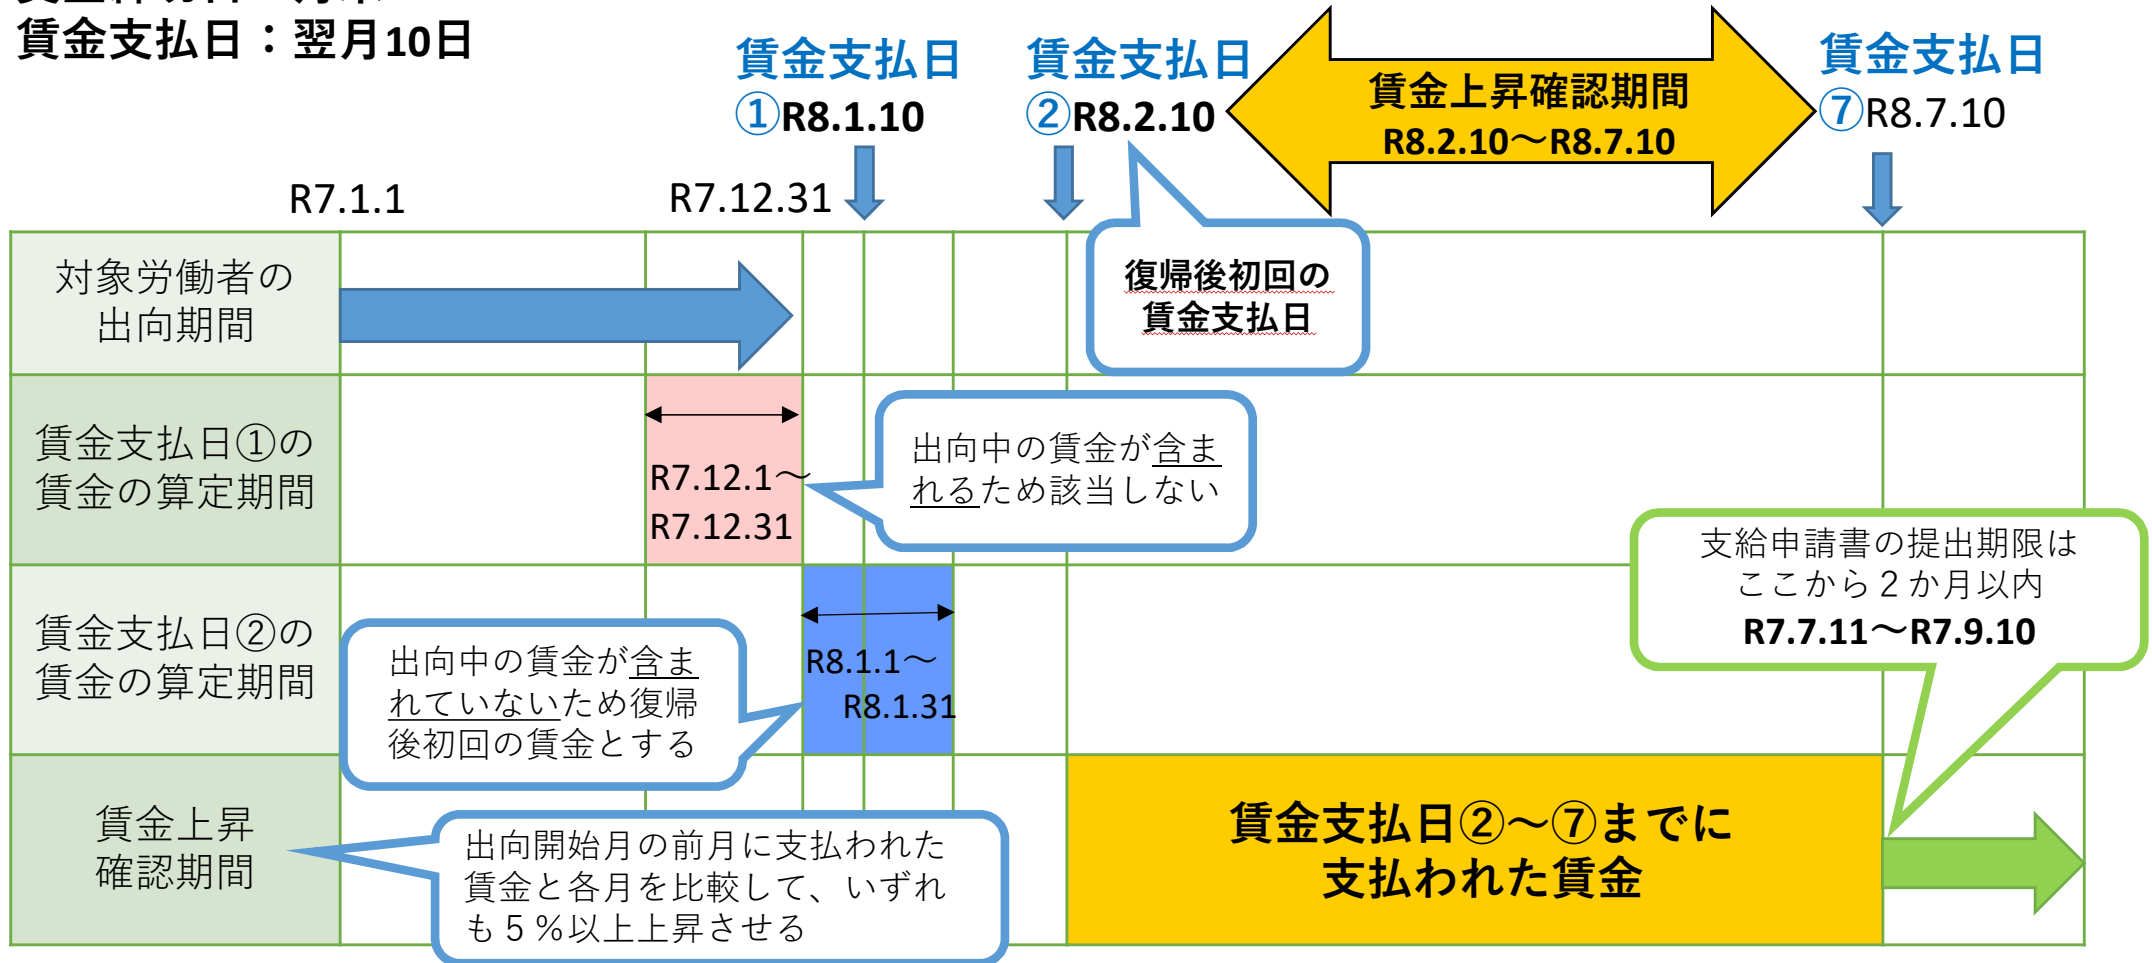 賃金支払日：翌月10日
賃金支払日
①R8.1.10
賃金支払日
②R8.2.10
賃金上昇確認期間
R8.2.10～R8.7.10
賃金支払日
⑦R8.7.10
R7.1.1
R7.12.31
対象労働者の
出向期間
復帰後初回の
賃金支払日
賃金支払日①の
賃金の算定期間
R7.12.1～
R7.12.31
出向中の賃金が含ま
れるため該当しない
支給申請書の提出期限は
ここから２か月以内
R7.7.11～R7.9.10
賃金支払日②の
賃金の算定期間
出向中の賃金が含ま
れていないため復帰
後初回の賃金とする
R8.1.1～
R8.1.31
賃金上昇
確認期間
出向開始月の前月に支払われた
賃金と各月を比較して、いずれ
も５％以上上昇させる
賃金支払日②～⑦までに
支払われた賃金